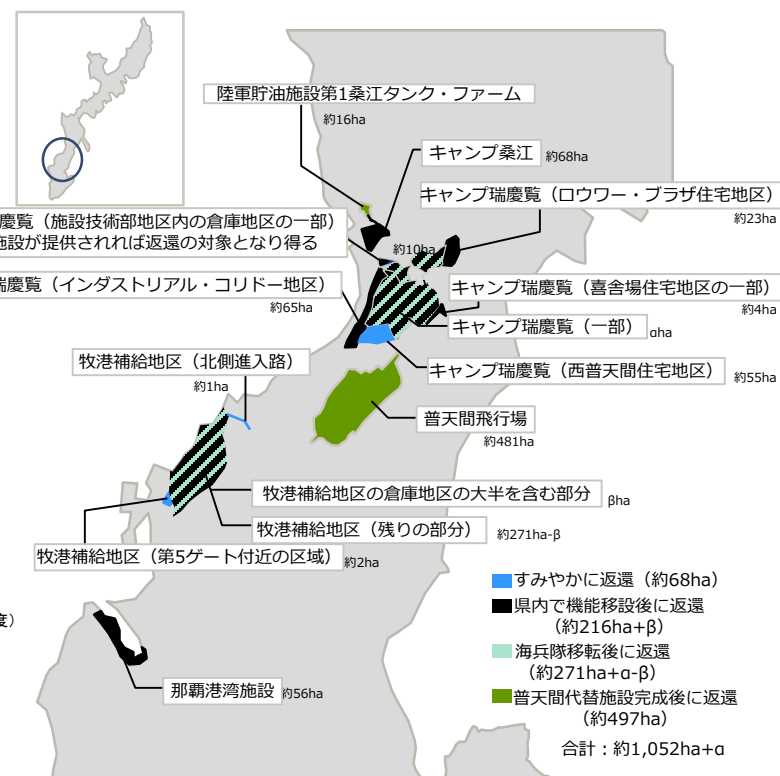 陸軍貯油施設第1桑江タンク・ファーム
約16ha
キャンプ桑江
約68ha
キャンプ瑞慶覧（ロウワー・プラザ住宅地区）
約23ha
慶覧（施設技術部地区内の倉庫地区の一部）
施設が提供されれば返還の対象となり得る
約10ha
瑞慶覧（インダストリアル・コリドー地区）
約65ha
キャンプ瑞慶覧（喜舎場住宅地区の一部）
約4ha
キャンプ瑞慶覧（一部）
αha
牧港補給地区（北側進入路）
約1ha
キャンプ瑞慶覧（西普天間住宅地区）
約55ha
普天間飛行場
約481ha
牧港補給地区の倉庫地区の大半を含む部分
βha
牧港補給地区（残りの部分）
約271ha-β
牧港補給地区（第5ゲート付近の区域）
約2ha
那覇港湾施設
約56ha
度）
すみやかに返還（約68ha）
県内で機能移設後に返還
（約216ha+β）
海兵隊移転後に返還
（約271ha+α-β）
普天間代替施設完成後に返還
（約497ha）
合計：約1,052ha+α